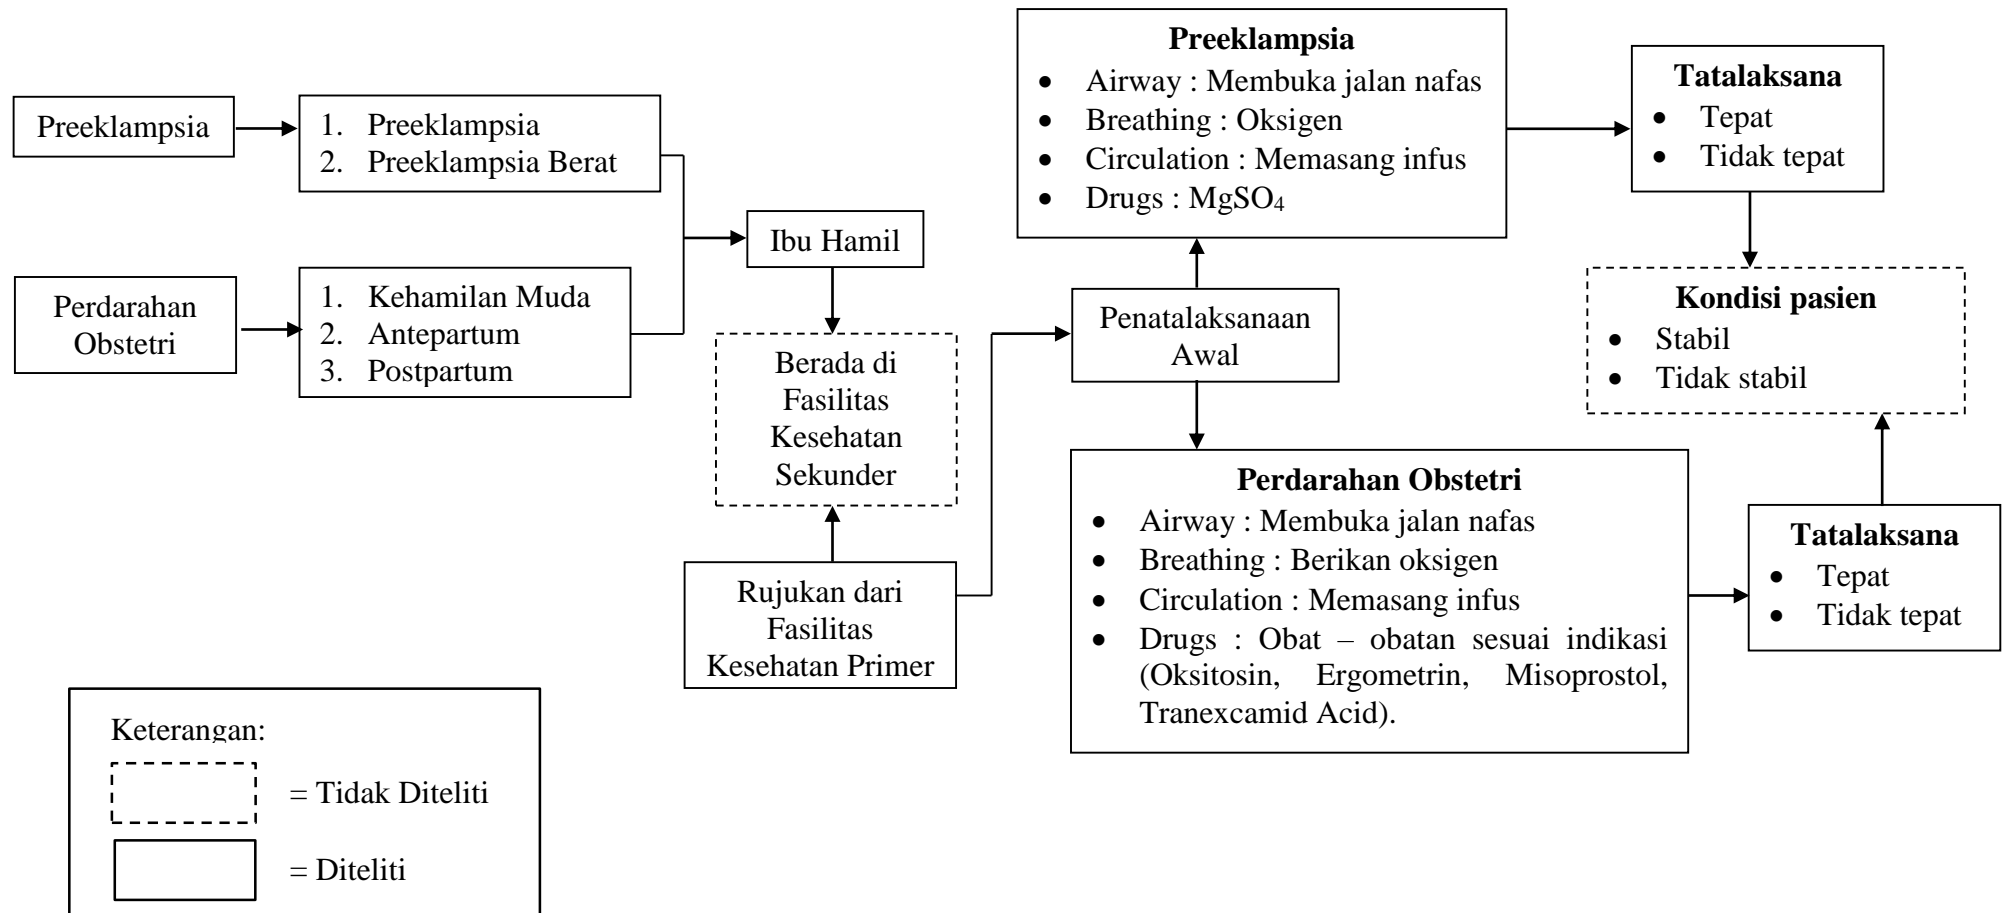 Preeklampsia
1. Preeklampsia
2. Preeklampsia Berat
Perdarahan
Obstetri
1. Kehamilan Muda
2. Antepartum
3. Postpartum
Ibu Hamil
Berada di
Fasilitas
Kesehatan
Sekunder
Rujukan dari
Fasilitas
Kesehatan Primer
Penatalaksanaan
Awal
Preeklampsia
• Airway : Membuka jalan nafas
• Breathing : Oksigen
• Circulation : Memasang infus
• Drugs : MgSO₄
Tatalaksana
• Tepat
• Tidak tepat
Kondisi pasien
• Stabil
• Tidak stabil
Perdarahan Obstetri
• Airway : Membuka jalan nafas
• Breathing : Berikan oksigen
• Circulation : Memasang infus
• Drugs : Obat – obatan sesuai indikasi
(Oksitosin, Ergometrin, Misoprostol,
Tranexcamid Acid).
Tatalaksana
• Tepat
• Tidak tepat
Keterangan:
= Tidak Diteliti
= Diteliti